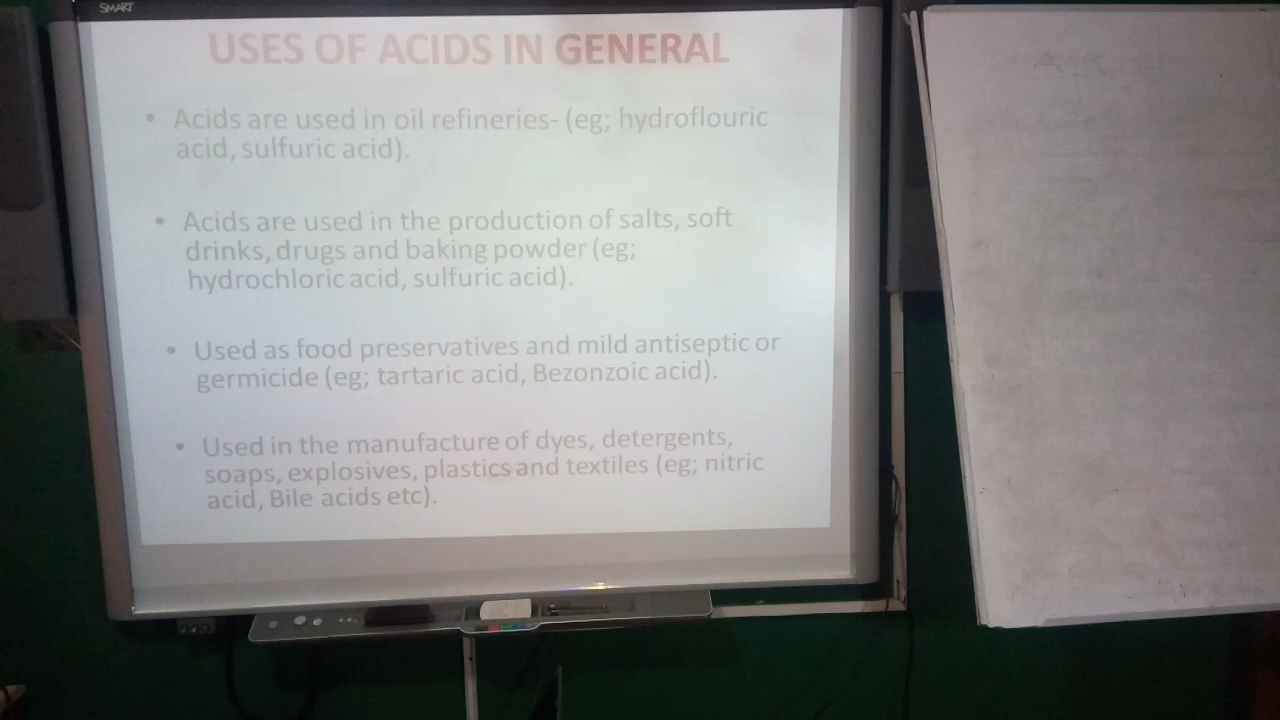 SMART
USES OF ACIDS IN GENERAL
• Acids are used in oil refineries- (eg; hydroflouric
acid, sulfuric acid).
• Acids are used in the production of salts, soft
drinks, drugs and baking powder (eg;
hydrochloric acid, sulfuric acid).
• Used as food preservatives and mild antiseptic or
germicide (eg; tartaric acid, Bezonzoic acid).
• Used in the manufacture of dyes, detergents,
soaps, explosives, plastics and textiles (eg; nitric
acid, Bile acids etc).